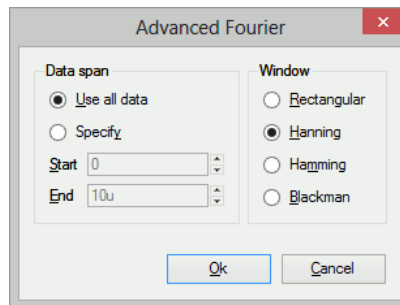 Advanced Fourier
Data span
Use all data
Specify
Start 0
End 10u
Window
Rectangular
Hanning
Hamming
Blackman
Ok
Cancel